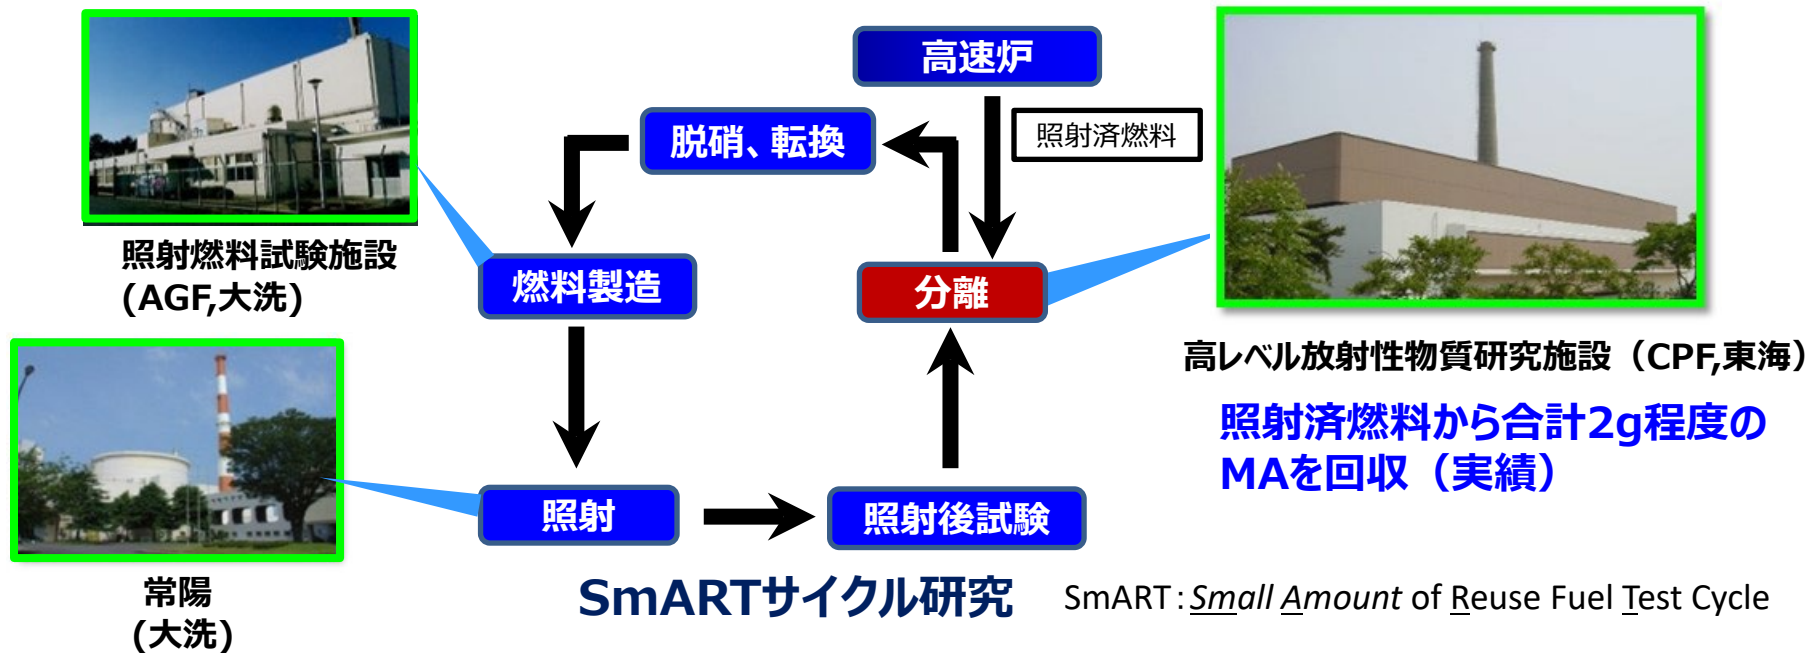 高速炉
照射済燃料
脱硝、転換
照射燃料試験施設
(AGF,大洗)
燃料製造
分離
高レベル放射性物質研究施設（CPF,東海）
照射済燃料から合計2g程度の
MAを回収（実績）
照射
照射後試験
常陽
(大洗)
SmARTサイクル研究
SmART：Small Amount of Reuse Fuel Test Cycle